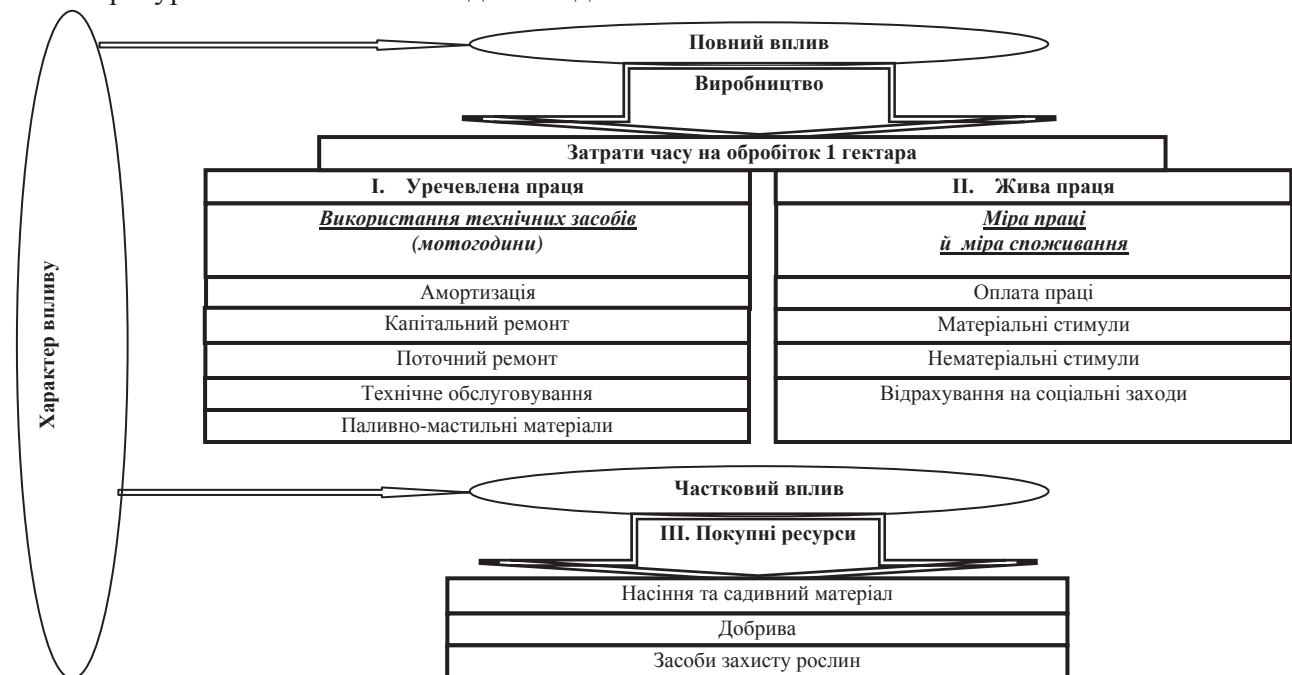 Повний вплив
Виробництво
Затрати часу на обробіток 1 гектара
І. Уречевлена праця
Використання технічних засобів
(мотогодини)
Амортизація
Капітальний ремонт
Поточний ремонт
Технічне обслуговування
Паливно-мастильні матеріали
ІІ. Жива праця
Міра праці
й міра споживання
Оплата праці
Матеріальні стимули
Нематеріальні стимули
Відрахування на соціальні заходи
Характер впливу
Частковий вплив
ІІІ. Покупні ресурси
Насіння та садивний матеріал
Добрива
Засоби захисту рослин